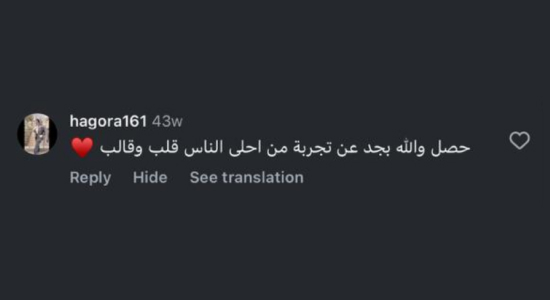 hagora161 43w
حصل والله بجد عن تجربة من احلى الناس قلب وقالب ❤️
Reply Hide See translation